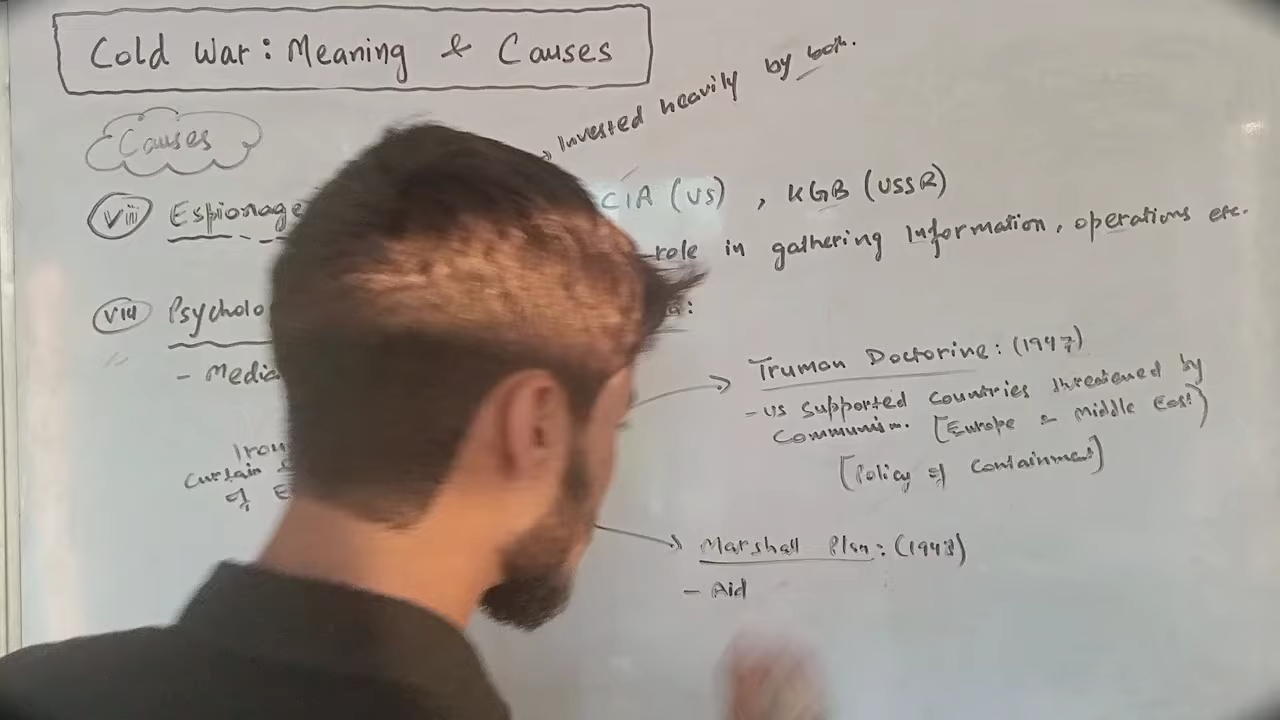 Cold War: Meaning & Causes
Invested heavily by both.
Causes
viii Espionage
CIA (US) , KGB (USSR)
role in gathering Information, operations etc.
viii Psycholo
a:
- Media
Truman Doctorine: (1947)
- US supported countries threatened by
Communism. [Europe & Middle East)
[Policy of Containment]
Iron
Curtain
of E
Marshall Plan: (1948)
- Aid